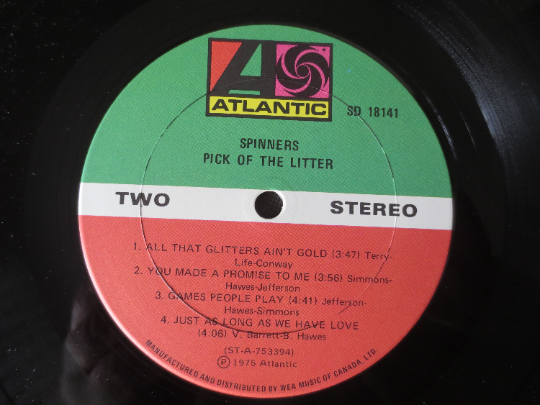 ATLANTIC
SD 18141
SPINNERS
PICK OF THE LITTER
TWO
STEREO
1. ALL THAT GLITTERS AIN'T GOLD (3:47) Terry-
Life-Conway
2. YOU MADE A PROMISE TO ME (3:56) Simmons-
Hawes-Jefferson
3. GAMES PEOPLE PLAY (4:41) Jefferson-
Hawes-Simmons
4. JUST AS LONG AS WE HAVE LOVE
(4:06) V. Barrett-B. Hawes
(ST-A-753394)
℗ 1975 Atlantic
MANUFACTURED AND DISTRIBUTED BY WEA MUSIC OF CANADA, LTD.